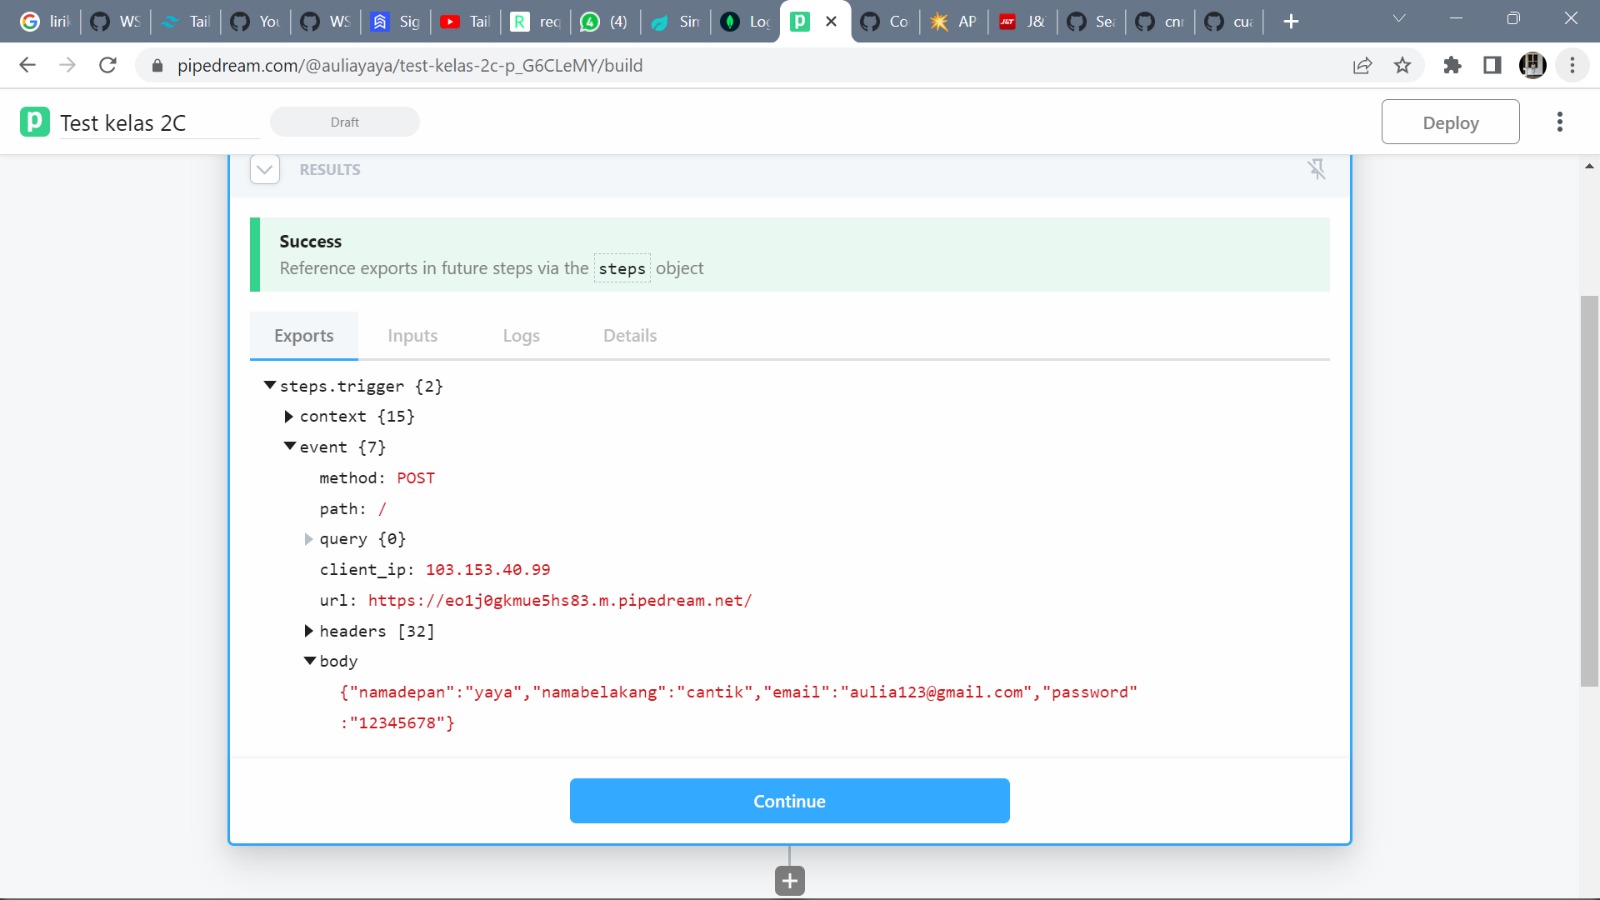 lirik
WS
Tail
You
WS
Sig
Tail
req
4 (4)
Sim
Log
p
Co
AP
J&T J&
Sea
cnn
cua
pipedream.com/@auliayaya/test-kelas-2c-p_G6CLeMY/build
p Test kelas 2C
Draft
Deploy
RESULTS
Success
Reference exports in future steps via the steps object
Exports Inputs Logs Details
steps.trigger {2}
context {15}
event {7}
method: POST
path: /
query {0}
client_ip: 103.153.40.99
url: https://eo1j0gkmue5hs83.m.pipedream.net/
headers [32]
body
{"namadepan":"yaya","namabelakang":"cantik","email":"aulia123@gmail.com","password"
:"12345678"}
Continue